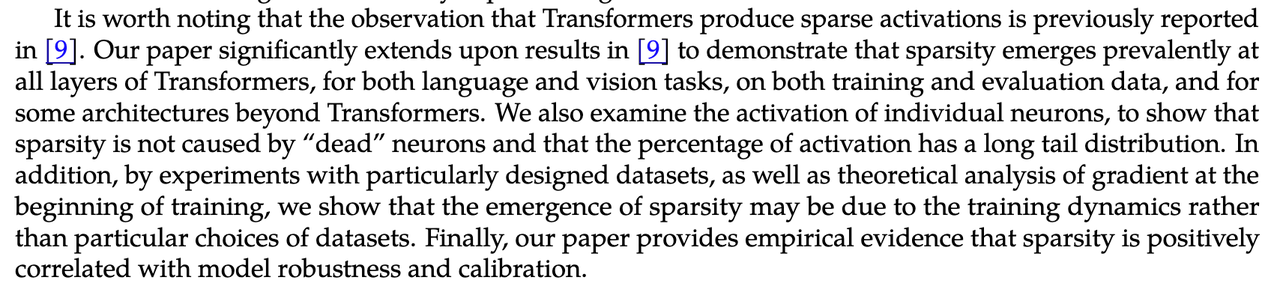 It is worth noting that the observation that Transformers produce sparse activations is previously reported
in [9]. Our paper significantly extends upon results in [9] to demonstrate that sparsity emerges prevalently at
all layers of Transformers, for both language and vision tasks, on both training and evaluation data, and for
some architectures beyond Transformers. We also examine the activation of individual neurons, to show that
sparsity is not caused by “dead” neurons and that the percentage of activation has a long tail distribution. In
addition, by experiments with particularly designed datasets, as well as theoretical analysis of gradient at the
beginning of training, we show that the emergence of sparsity may be due to the training dynamics rather
than particular choices of datasets. Finally, our paper provides empirical evidence that sparsity is positively
correlated with model robustness and calibration.